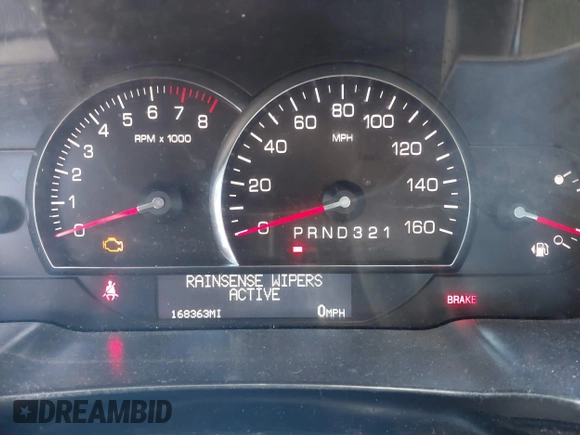 0 1 2 3 4 5 6 7 8
RPM x 1000
0 20 40 60 80 100 120 140 160
MPH
PRND321
RAINSENSE WIPERS
ACTIVE
168363MI 0MPH
BRAKE
DREAMBID